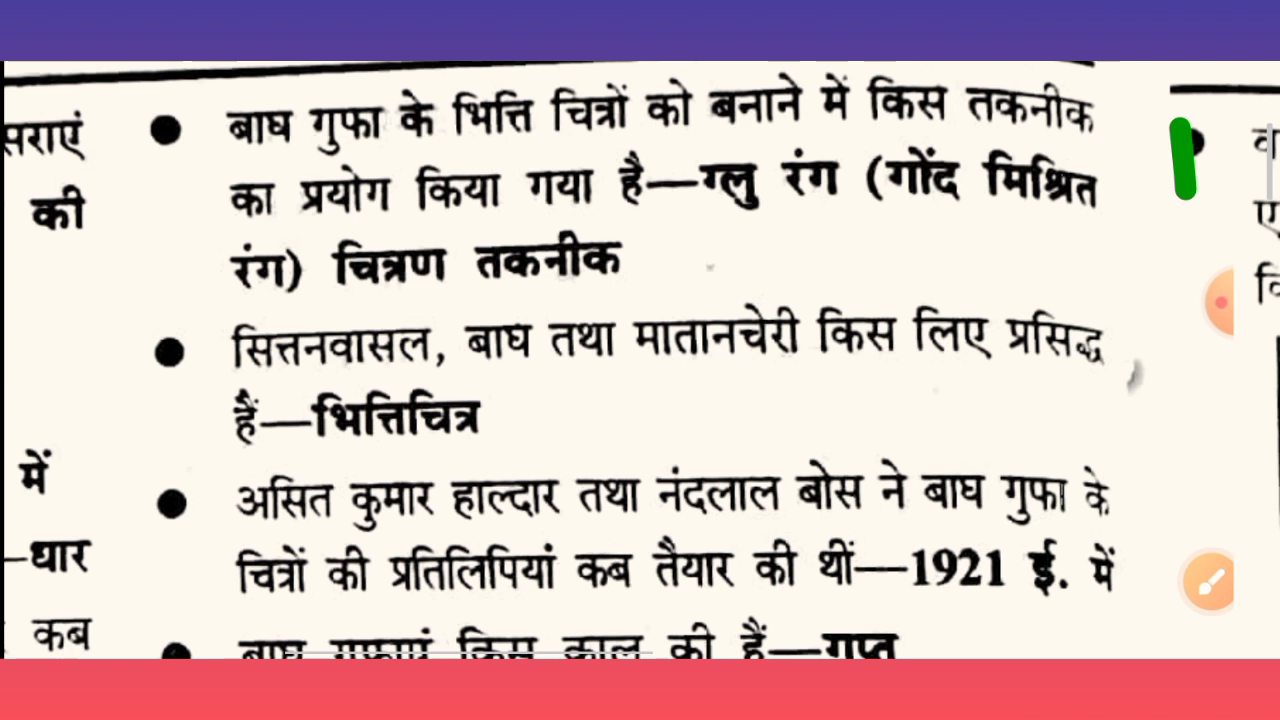 सराएं
की
में
–धार
कब
● बाघ गुफा के भित्ति चित्रों को बनाने में किस तकनीक
का प्रयोग किया गया है—ग्लु रंग (गोंद मिश्रित
रंग) चित्रण तकनीक
● सित्तनवासल, बाघ तथा मातानचेरी किस लिए प्रसिद्ध
हैं—भित्तिचित्र
● असित कुमार हाल्दार तथा नंदलाल बोस ने बाघ गुफा के
चित्रों की प्रतिलिपियां कब तैयार की थीं—1921 ई. में
● बाघ गुफाएं किस काल की हैं—गुप्त